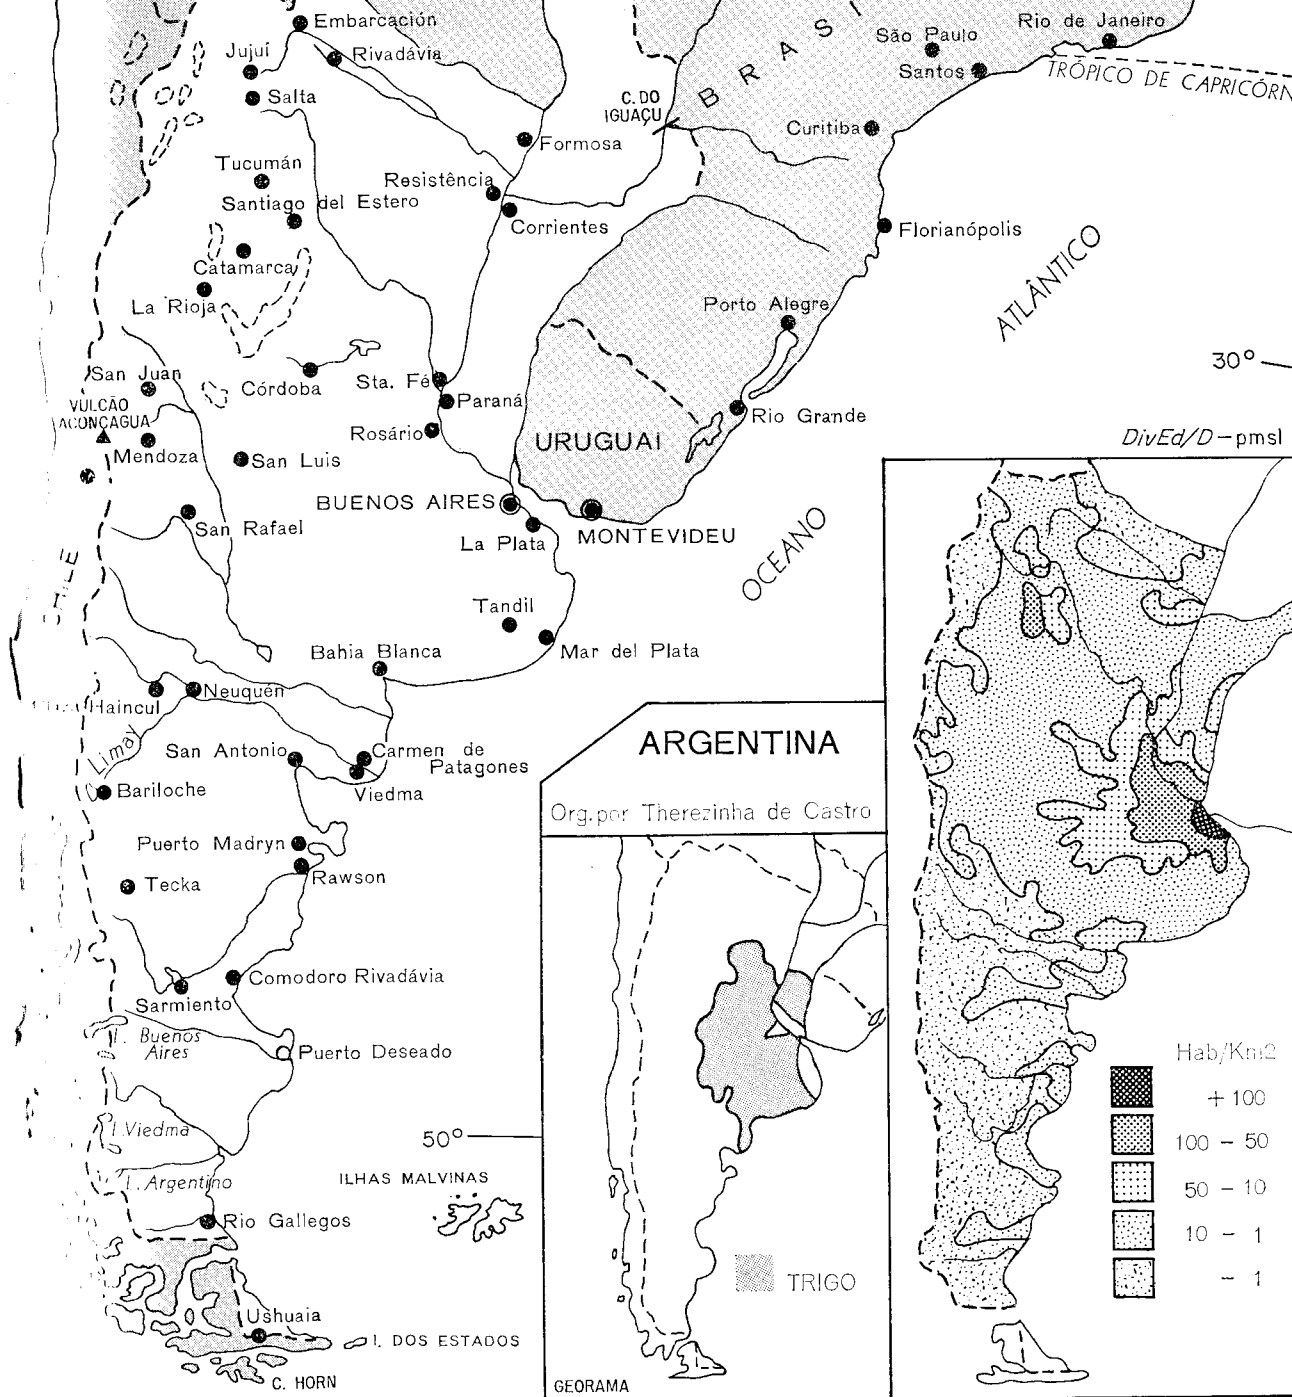 Embarcación
Rivadávia
Jujuí
Salta
Formosa
Tucumán
Resistência
Santiago del Estero
Corrientes
Catamarca
La Rioja
C. DO
IGUAÇU
BRASI
São Paulo
Rio de Janeiro
Santos
TRÓPICO DE CAPRICÓRN
Curitiba
Florianópolis
Porto Alegre
ATLÂNTICO
30°
San Juan
VULCÃO
ACONCAGUA
Mendoza
Córdoba
Sta. Fé
Paraná
Rosário
San Luis
URUGUAI
Rio Grande
DivEd/D-pmsl
BUENOS AIRES
San Rafael
La Plata
MONTEVIDEU
OCEANO
CHILE
Tandil
Mar del Plata
Bahia Blanca
Haincul
Neuquén
Limay
San Antonio
Carmen de
Patagones
Viedma
Bariloche
Puerto Madryn
Rawson
Tecka
Comodoro Rivadávia
Sarmiento
l. Buenos
Aires
Puerto Deseado
l. Viedma
l. Argentino
50°
ILHAS MALVINAS
Rio Gallegos
Ushuaia
I. DOS ESTADOS
C. HORN
ARGENTINA
Org. por Therezinha de Castro
TRIGO
GEORAMA
Hab/Km2
+ 100
100 - 50
50 - 10
10 - 1
- 1